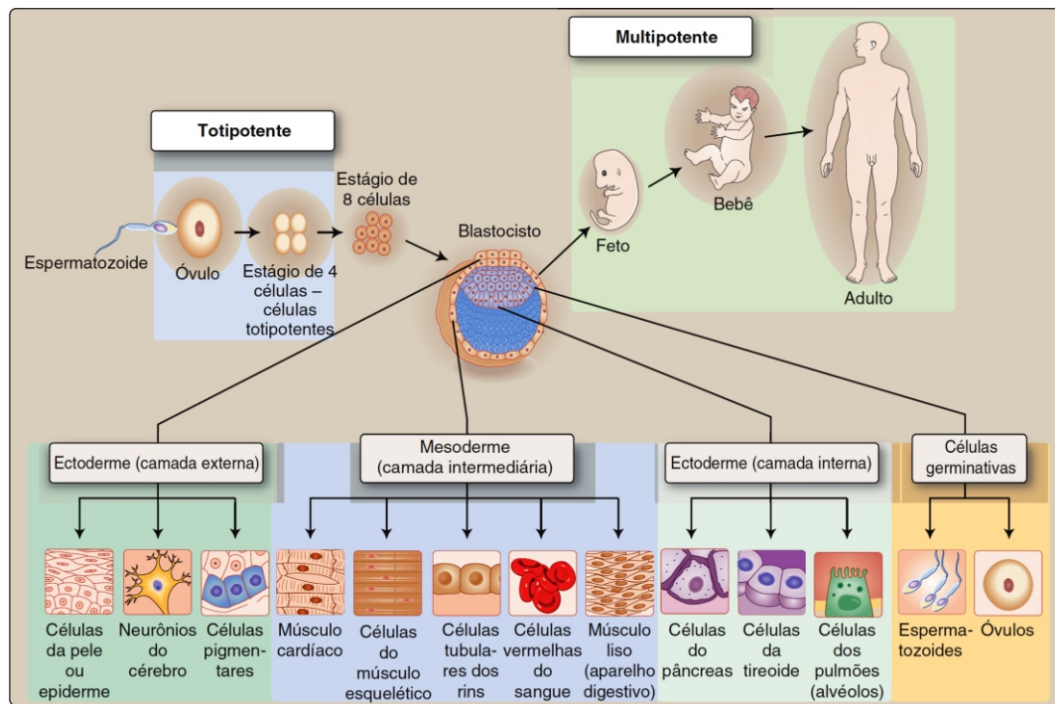 Totipotente
Multipotente
Espermatozoide
Óvulo
Estágio de 4
células –
células
totipotentes
Estágio de
8 células
Blastocisto
Feto
Bebê
Adulto
Ectoderme (camada externa)
Mesoderme
(camada intermediária)
Ectoderme (camada interna)
Células
germinativas
Células
da pele
ou
epiderme
Neurônios
do
cérebro
Células
pigmen-
tares
Músculo
cardíaco
Células
do
músculo
esquelético
Células
tubula-
res dos
rins
Células
vermelhas
do
sangue
Músculo
liso
(aparelho
digestivo)
Células
do
pâncreas
Células
da
tireoide
Células
dos
pulmões
(alvéolos)
Esperma-
tozoides
Óvulos